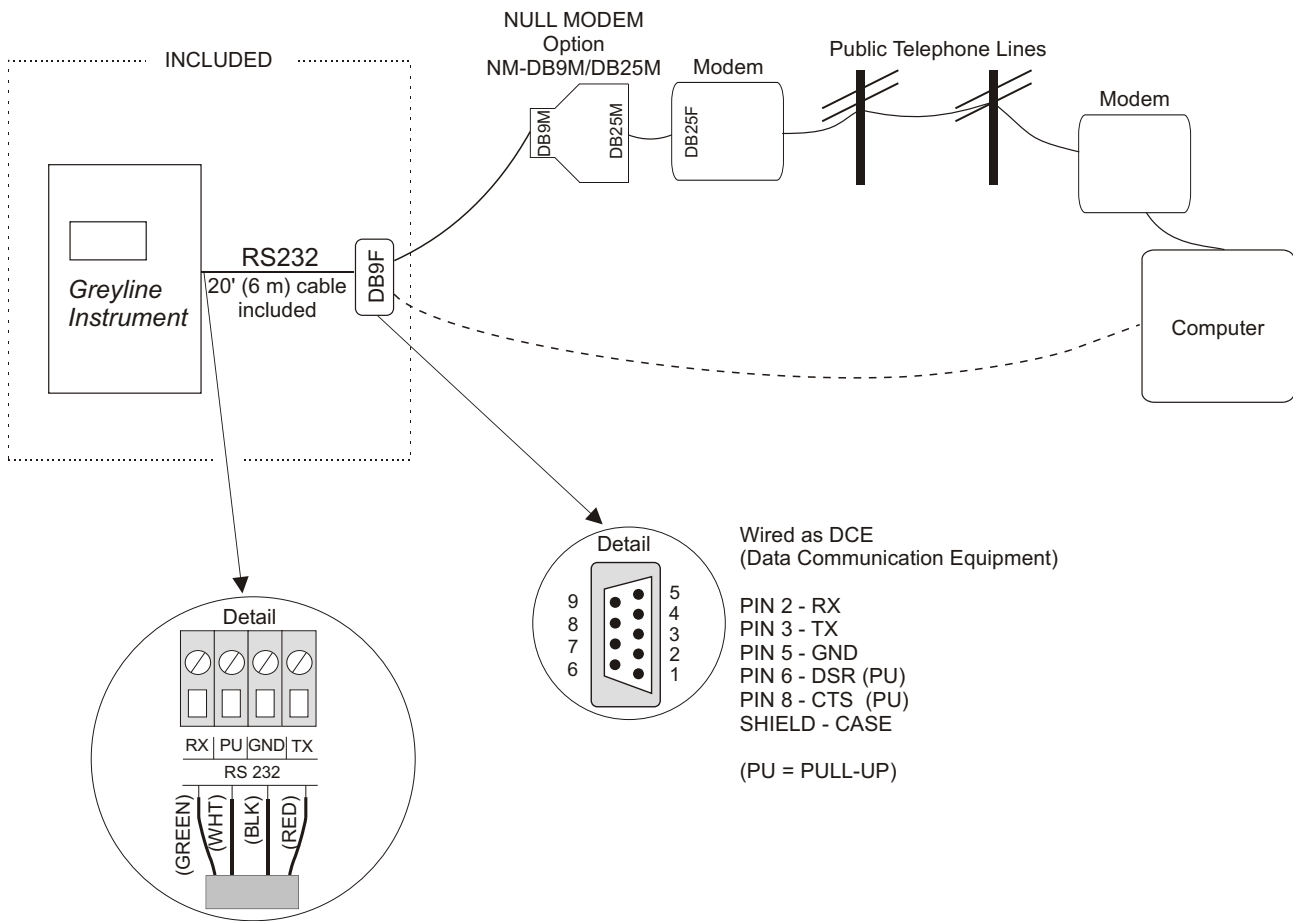 NULL MODEM
Option
NM-DB9M/DB25M
INCLUDED
Modem
Public Telephone Lines
Modem
DB9M
DB25M
DB25F
Greyline
Instrument
RS232
20' (6 m) cable
included
DB9F
Computer
Detail
9
8
7
6
5
4
3
2
1
Wired as DCE
(Data Communication Equipment)
PIN 2 - RX
PIN 3 - TX
PIN 5 - GND
PIN 6 - DSR (PU)
PIN 8 - CTS (PU)
SHIELD - CASE
(PU = PULL-UP)
Detail
RX PU GND TX
RS 232
(GREEN)
(WHT)
(BLK)
(RED)